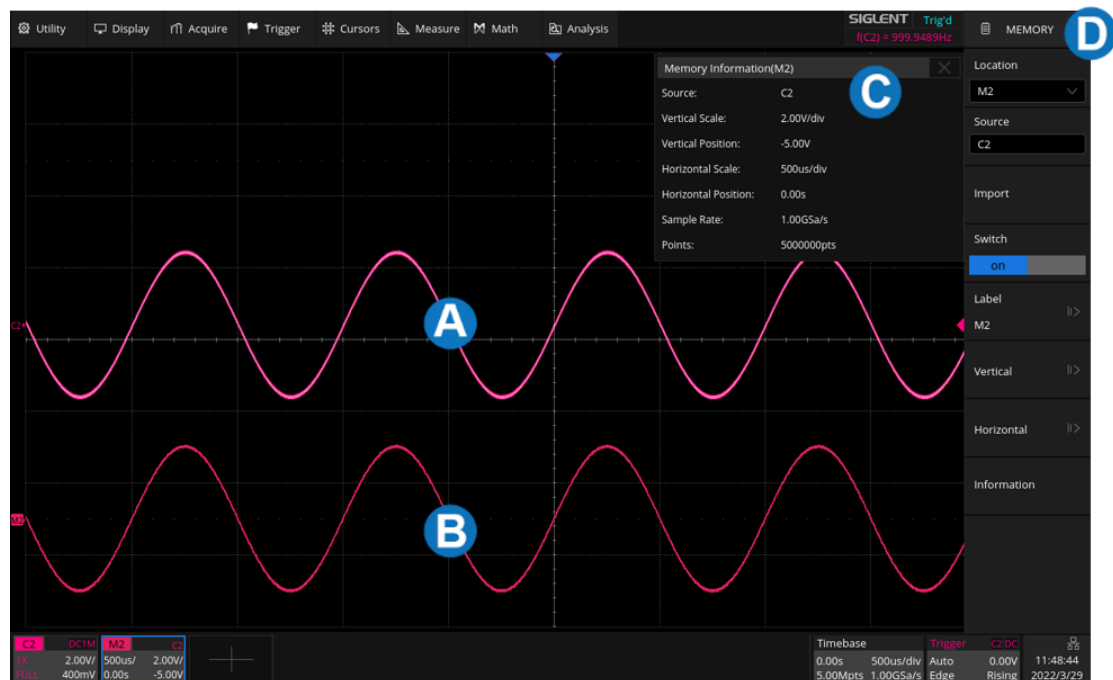 Utility Display Acquire Trigger Cursors Measure Math Analysis
SIGLENT Trig'd
f(C2) = 999.9489Hz
MEMORY
D
Memory Information(M2)
Source: C2
Vertical Scale: 2.00V/div
Vertical Position: -5.00V
Horizontal Scale: 500us/div
Horizontal Position: 0.00s
Sample Rate: 1.00GSa/s
Points: 5000000pts
C
Location
M2
Source
C2
Import
Switch
on
Label
M2
Vertical
Horizontal
Information
C2
A
M2
B
C2 DC1M
1X 2.00V/
FULL 400mV
M2 C2
500us/ 2.00V/
0.00s -5.00V
Timebase
0.00s 500us/div
5.00Mpts 1.00GSa/s
Trigger C2 DC
Auto 0.00V
Edge Rising
11:48:44
2022/3/29